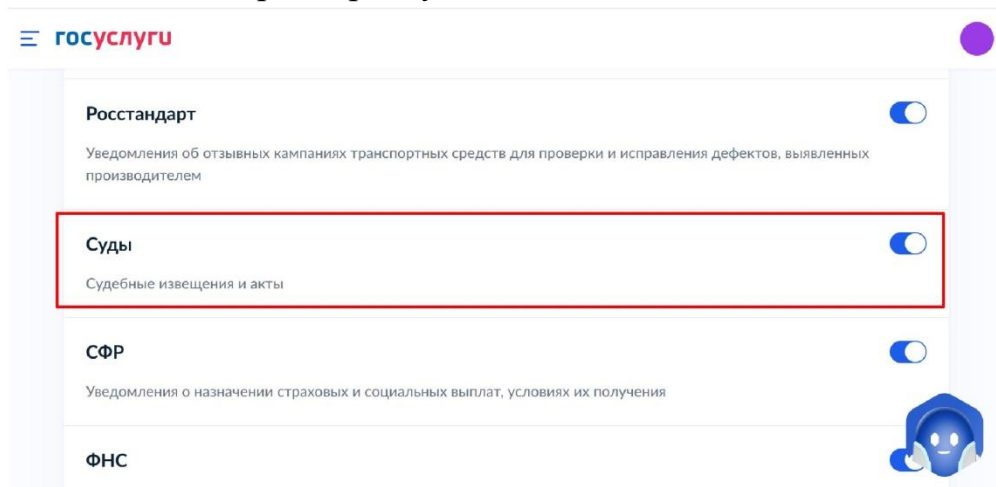 госуслуги
Росстандарт
Уведомления об отзывных кампаниях транспортных средств для проверки и исправления дефектов, выявленных
производителем
Суды
Судебные извещения и акты
СФР
Уведомления о назначении страховых и социальных выплат, условиях их получения
ФНС